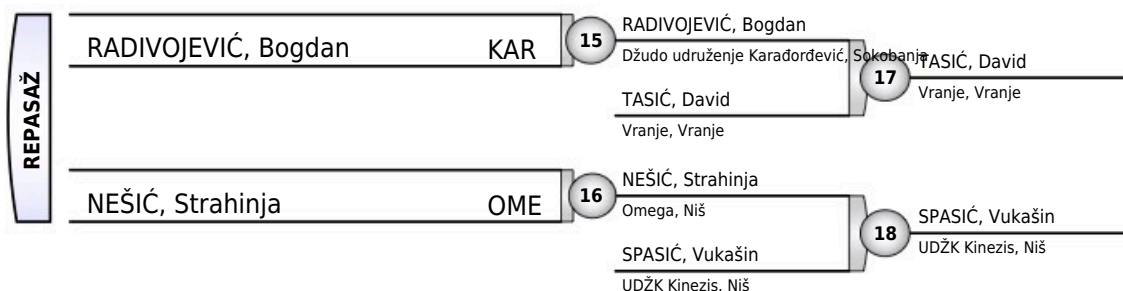 REPASAŽ
RADIVOJEVIĆ, Bogdan KAR
15
RADIVOJEVIĆ, Bogdan
Džudo udruženje Karađorđević, Sokobanja
TASIĆ, David
Vranje, Vranje
17
TASIĆ, David
Vranje, Vranje
NEŠIĆ, Strahinja OME
16
NEŠIĆ, Strahinja
Omega, Niš
SPASIĆ, Vukašin
UDŽK Kinezis, Niš
18
SPASIĆ, Vukašin
UDŽK Kinezis, Niš